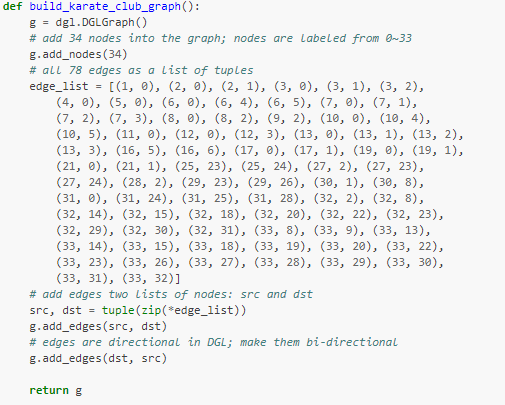 def build_karate_club_graph():
    g = dgl.DGLGraph()
    # add 34 nodes into the graph; nodes are labeled from 0~33
    g.add_nodes(34)
    # all 78 edges as a list of tuples
    edge_list = [(1, 0), (2, 0), (2, 1), (3, 0), (3, 1), (3, 2),
        (4, 0), (5, 0), (6, 0), (6, 4), (6, 5), (7, 0), (7, 1),
        (7, 2), (7, 3), (8, 0), (8, 2), (9, 2), (10, 0), (10, 4),
        (10, 5), (11, 0), (12, 0), (12, 3), (13, 0), (13, 1), (13, 2),
        (13, 3), (16, 5), (16, 6), (17, 0), (17, 1), (19, 0), (19, 1),
        (21, 0), (21, 1), (25, 23), (25, 24), (27, 2), (27, 23),
        (27, 24), (28, 2), (29, 23), (29, 26), (30, 1), (30, 8),
        (31, 0), (31, 24), (31, 25), (31, 28), (32, 2), (32, 8),
        (32, 14), (32, 15), (32, 18), (32, 20), (32, 22), (32, 23),
        (32, 29), (32, 30), (32, 31), (33, 8), (33, 9), (33, 13),
        (33, 14), (33, 15), (33, 18), (33, 19), (33, 20), (33, 22),
        (33, 23), (33, 26), (33, 27), (33, 28), (33, 29), (33, 30),
        (33, 31), (33, 32)]
    # add edges two lists of nodes: src and dst
    src, dst = tuple(zip(*edge_list))
    g.add_edges(src, dst)
    # edges are directional in DGL; make them bi-directional
    g.add_edges(dst, src)

    return g